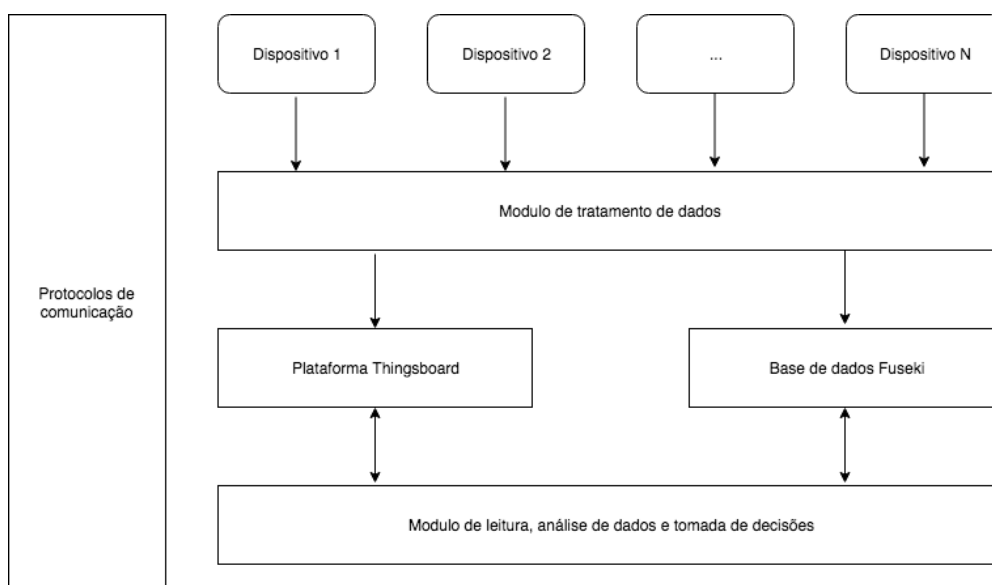 Dispositivo 1
Dispositivo 2
...
Dispositivo N
Modulo de tratamento de dados
Protocolos de
comunicação
Plataforma Thingsboard
Base de dados Fuseki
Modulo de leitura, análise de dados e tomada de decisões